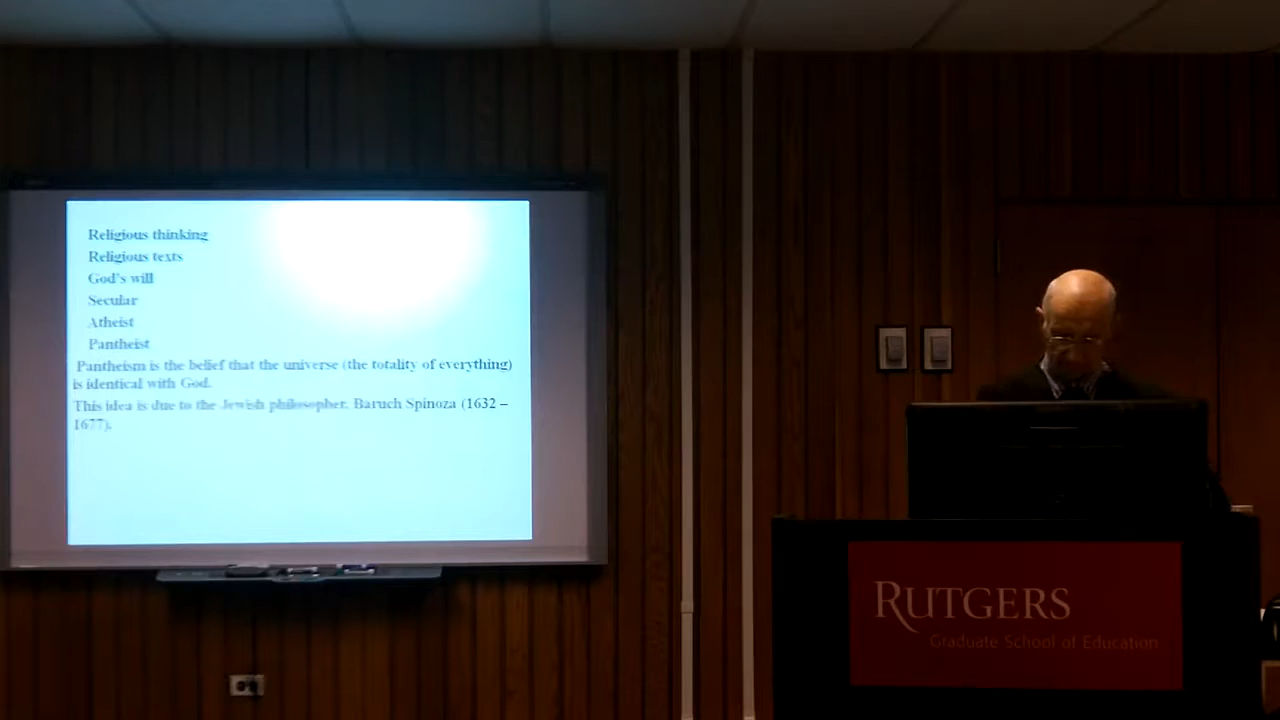 Religious thinking
Religious texts
God's will
Secular
Atheist
Pantheist
Pantheism is the belief that the universe (the totality of everything)
is identical with God.
This idea is due to the Jewish philosopher. Baruch Spinoza (1632 –
1677).
RUTGERS
Graduate School of Education